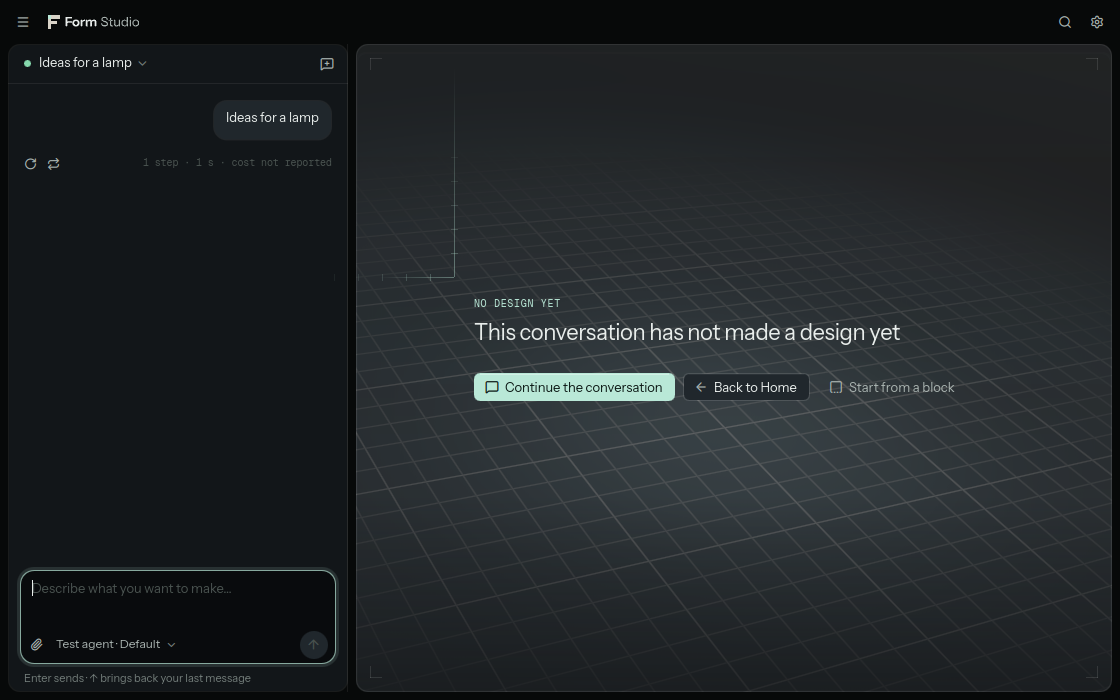 Form Studio
Ideas for a lamp
Ideas for a lamp
1 step · 1 s · cost not reported
NO DESIGN YET
This conversation has not made a design yet
Continue the conversation
Back to Home
Start from a block
Describe what you want to make...
Test agent · Default
Enter sends · ↑ brings back your last message